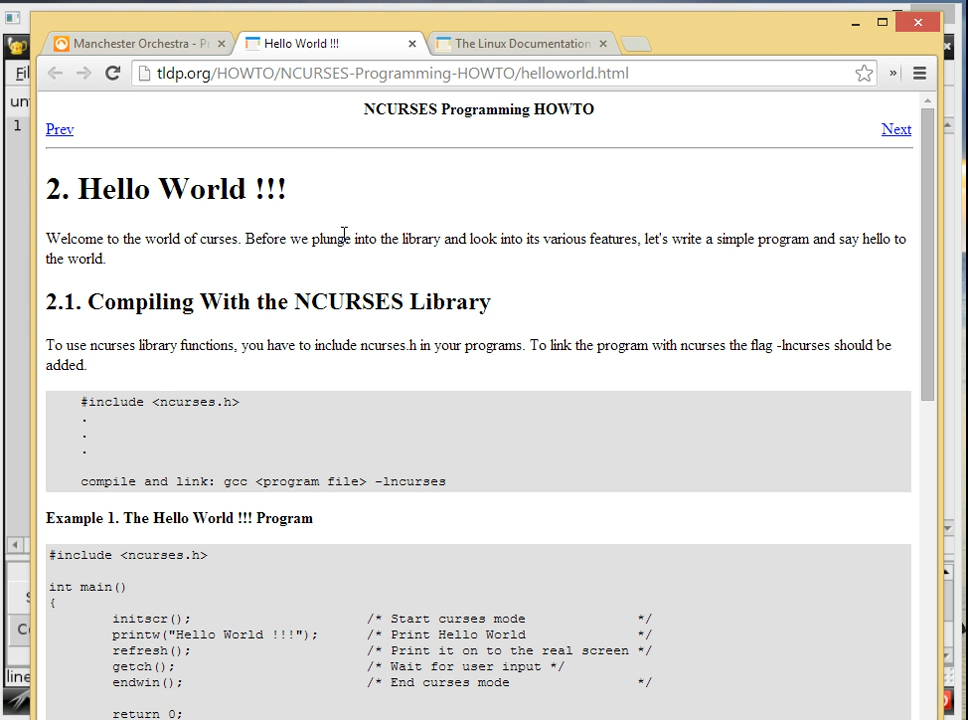 Manchester Orchestra - P
Hello World !!!
The Linux Documentation
tldp.org/HOWTO/NCURSES-Programming-HOWTO/helloworld.html
»
1
NCURSES Programming HOWTO
Prev
Next
2. Hello World !!!
Welcome to the world of curses. Before we plunge into the library and look into its various features, let's write a simple program and say hello to
the world.
2.1. Compiling With the NCURSES Library
To use ncurses library functions, you have to include ncurses.h in your programs. To link the program with ncurses the flag -lncurses should be
added.
#include <ncurses.h>
.
.
.
compile and link: gcc <program file> -lncurses
Example 1. The Hello World !!! Program
#include <ncurses.h>
int main()
{
initscr(); /* Start curses mode */
printw("Hello World !!!"); /* Print Hello World */
refresh(); /* Print it on to the real screen */
getch(); /* Wait for user input */
endwin(); /* End curses mode */
return 0;
line